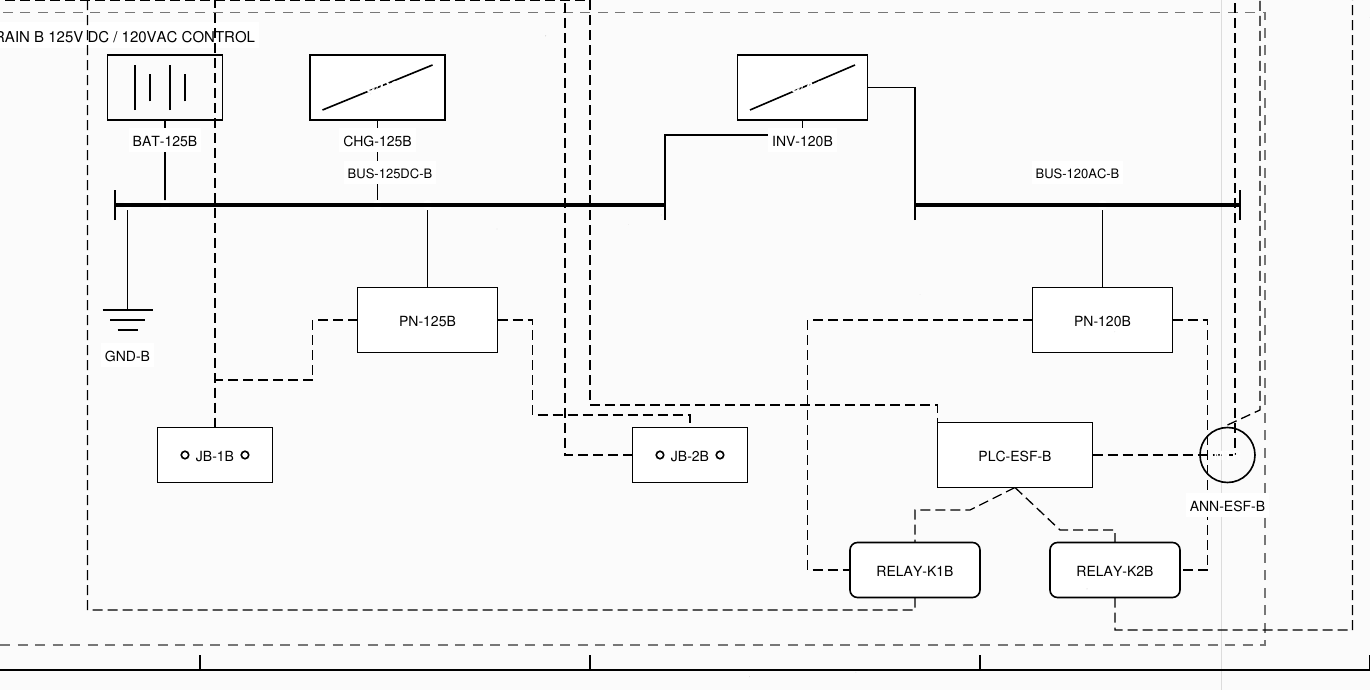 RAIN B 125V DC / 120VAC CONTROL
BAT-125B
CHG-125B
INV-120B
BUS-125DC-B
BUS-120AC-B
PN-125B
PN-120B
GND-B
JB-1B
JB-2B
PLC-ESF-B
ANN-ESF-B
RELAY-K1B
RELAY-K2B